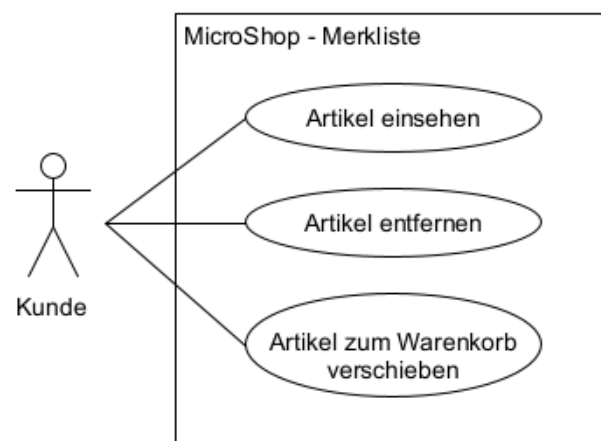 MicroShop - Merkliste
Artikel einsehen
Artikel entfernen
Kunde
Artikel zum Warenkorb
verschieben